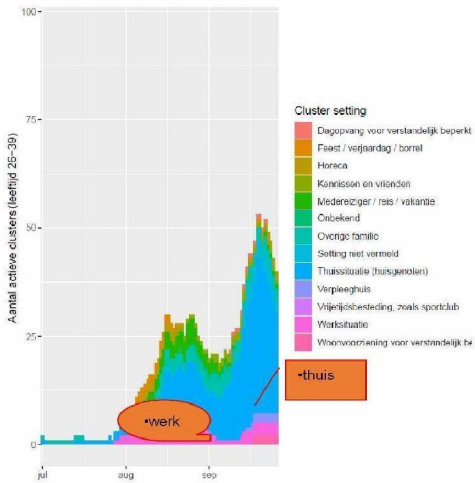 100
75
50
25
0
Aantal actieve clusters (leeftijd 26–39)
jul
aug
sep
Cluster setting
Dagopvang voor verstandelijk beperkt
Feest / verjaardag / borrel
Horeca
Kennissen en vrienden
Medereiziger / reis / vakantie
Onbekend
Overige familie
Setting niet vermeld
Thuissituatie (huisgenoten)
Verpleeghuis
Vrijetijdsbesteding, zoals sportclub
Werksituatie
Woonvoorziening voor verstandelijk be
•thuis
•werk